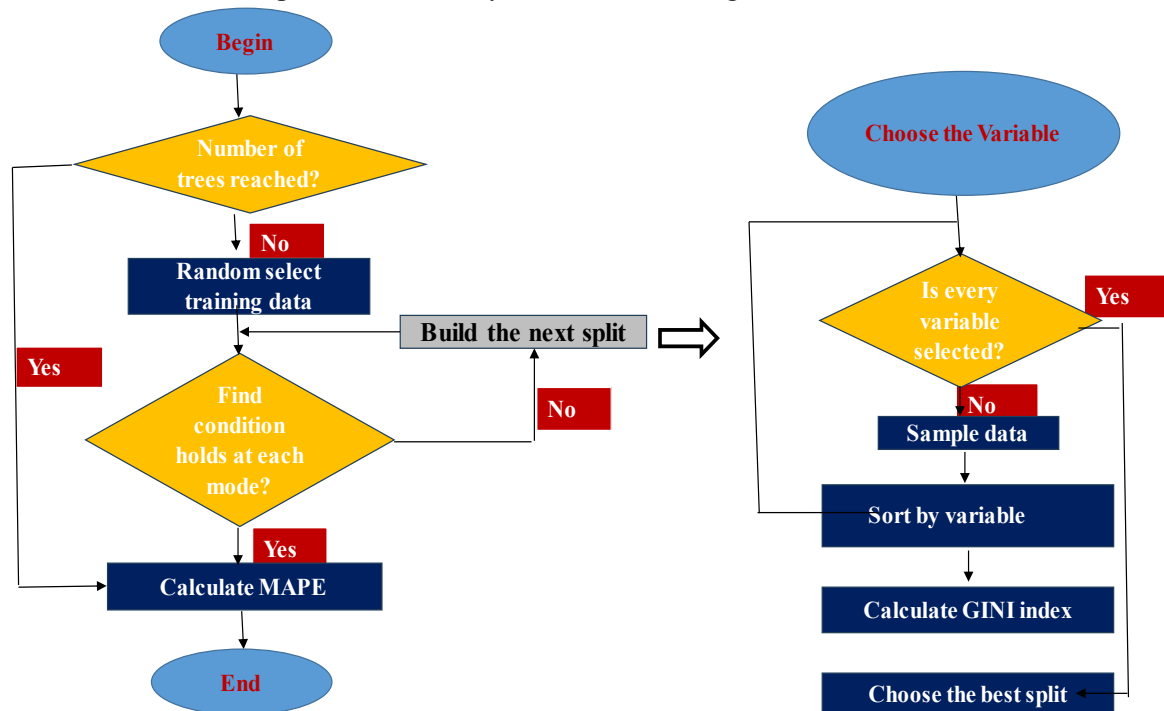 Begin
Number of
trees reached?
No
Random select
training data
Build the next split
Yes
Find
condition
holds at each
mode?
No
Yes
Calculate MAPE
End
Choose the Variable
Is every
variable
selected?
Yes
No
Sample data
Sort by variable
Calculate GINI index
Choose the best split